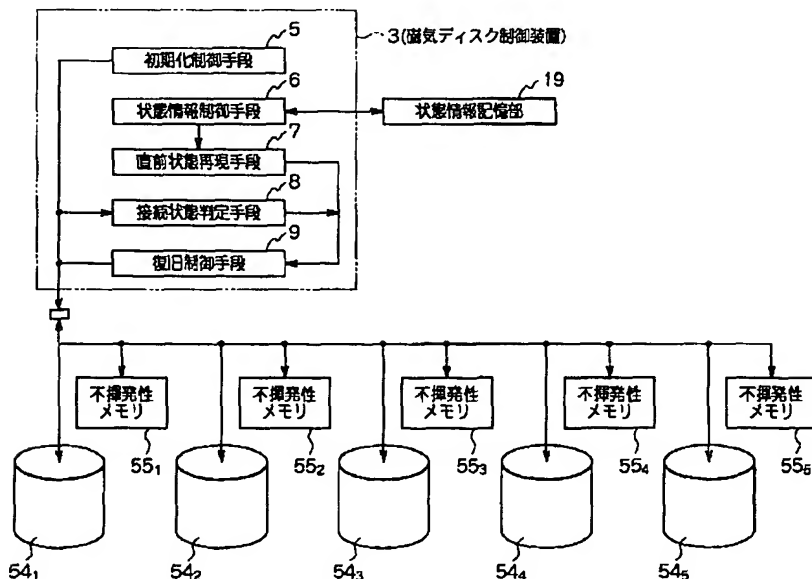 5
3(磁気ディスク制御装置)
初期化制御手段
6
19
状態情報制御手段
状態情報記憶部
7
直前状態再現手段
8
接続状態判定手段
9
復旧制御手段
不揮発性
メモリ
不揮発性
メモリ
不揮発性
メモリ
不揮発性
メモリ
不揮発性
メモリ
55₁
55₂
55₃
55₄
55₅
54₁
54₂
54₃
54₄
54₅